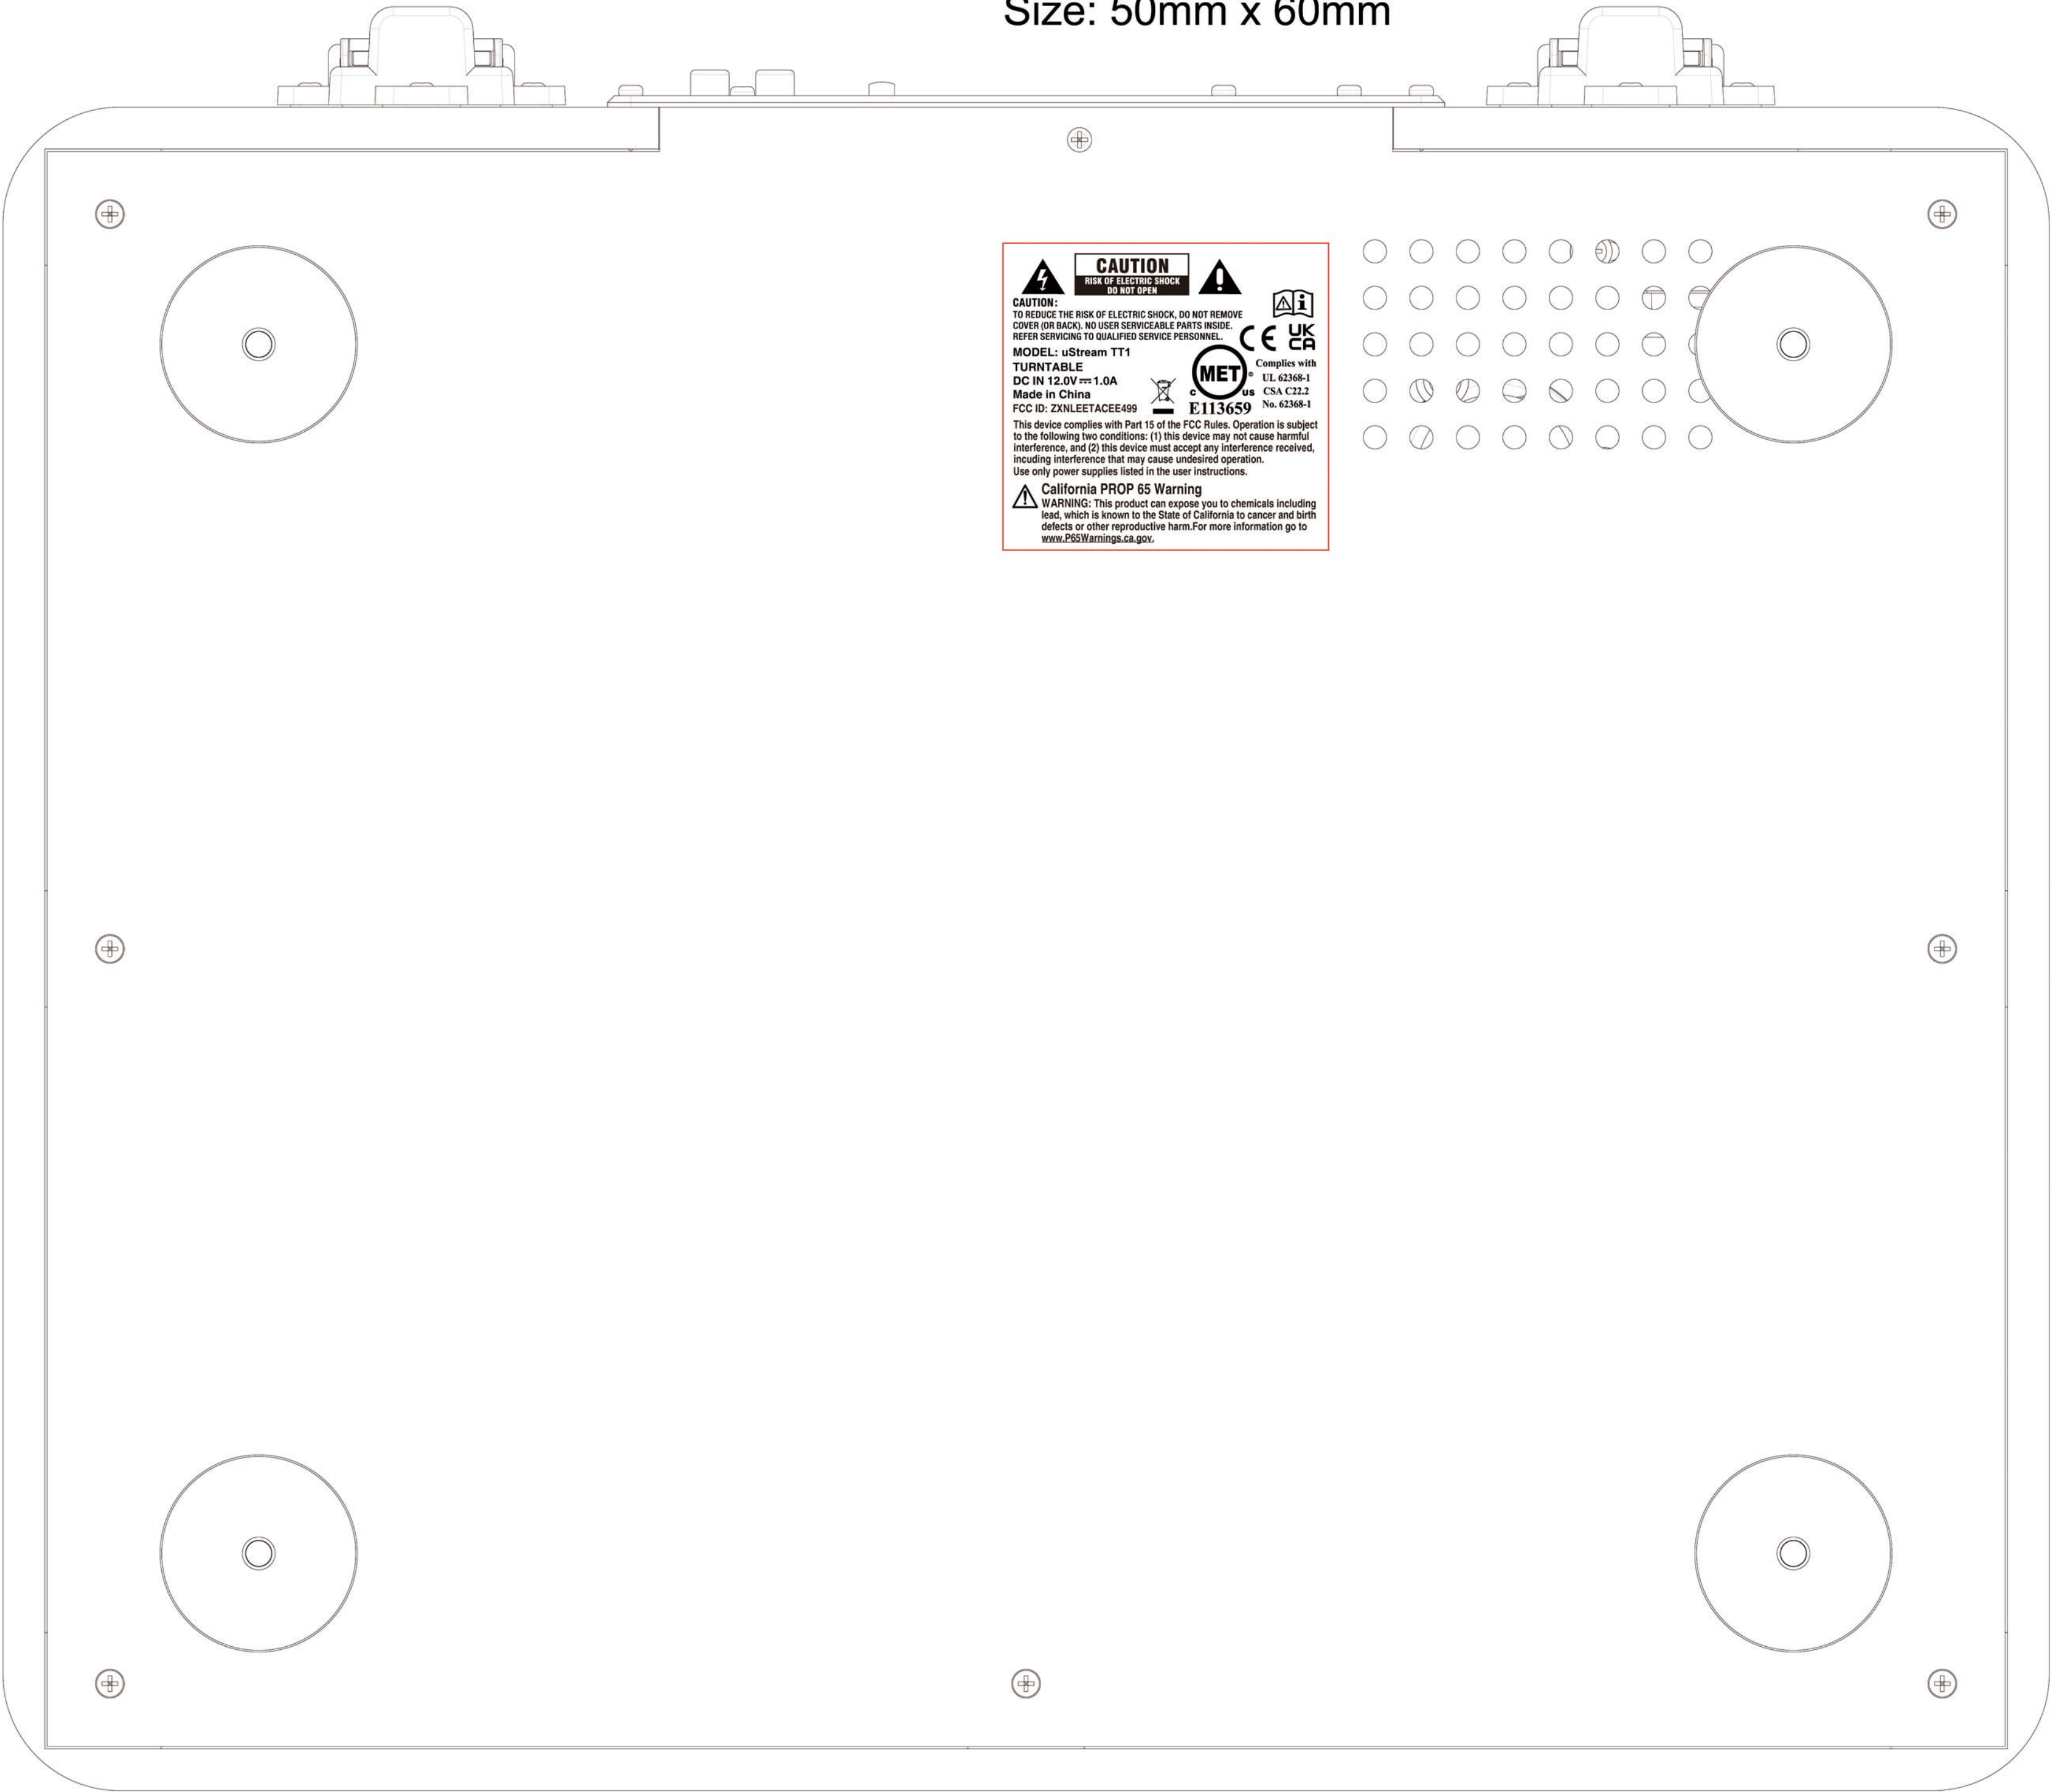 Size: 50mm x 60mm
CAUTION
RISK OF ELECTRIC SHOCK
DO NOT OPEN
CAUTION:
TO REDUCE THE RISK OF ELECTRIC SHOCK, DO NOT REMOVE
COVER (OR BACK). NO USER SERVICEABLE PARTS INSIDE.
REFER SERVICING TO QUALIFIED SERVICE PERSONNEL.
CE
UK
CA
MODEL: uStream TT1
TURNTABLE
DC IN 12.0V ⎓ 1.0A
Made in China
FCC ID: ZXNLEETACEE499
MET
®
C
US
E113659
Complies with
UL 62368-1
CSA C22.2
No. 62368-1
This device complies with Part 15 of the FCC Rules. Operation is subject
to the following two conditions: (1) this device may not cause harmful
interference, and (2) this device must accept any interference received,
incuding interference that may cause undesired operation.
Use only power supplies listed in the user instructions.
California PROP 65 Warning
WARNING: This product can expose you to chemicals including
lead, which is known to the State of California to cancer and birth
defects or other reproductive harm.For more information go to
www.P65Warnings.ca.gov.